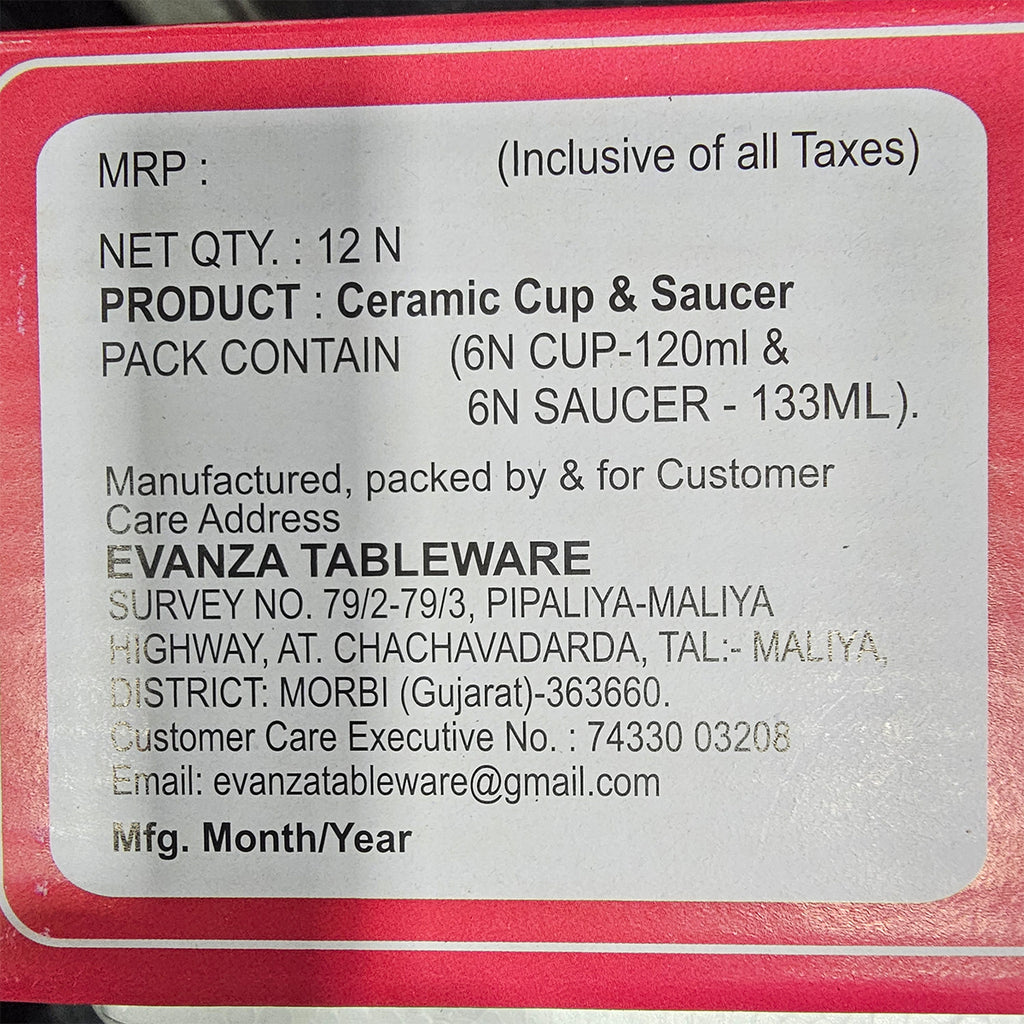 MRP : (Inclusive of all Taxes)
NET QTY. : 12 N
PRODUCT : Ceramic Cup & Saucer
PACK CONTAIN (6N CUP-120ml &
6N SAUCER - 133ML).
Manufactured, packed by & for Customer
Care Address
EVANZA TABLEWARE
SURVEY NO. 79/2-79/3, PIPALIYA-MALIYA
HIGHWAY, AT. CHACHAVADARDA, TAL:- MALIYA,
DISTRICT: MORBI (Gujarat)-363660.
Customer Care Executive No. : 74330 03208
Email: evanzatableware@gmail.com
Mfg. Month/Year